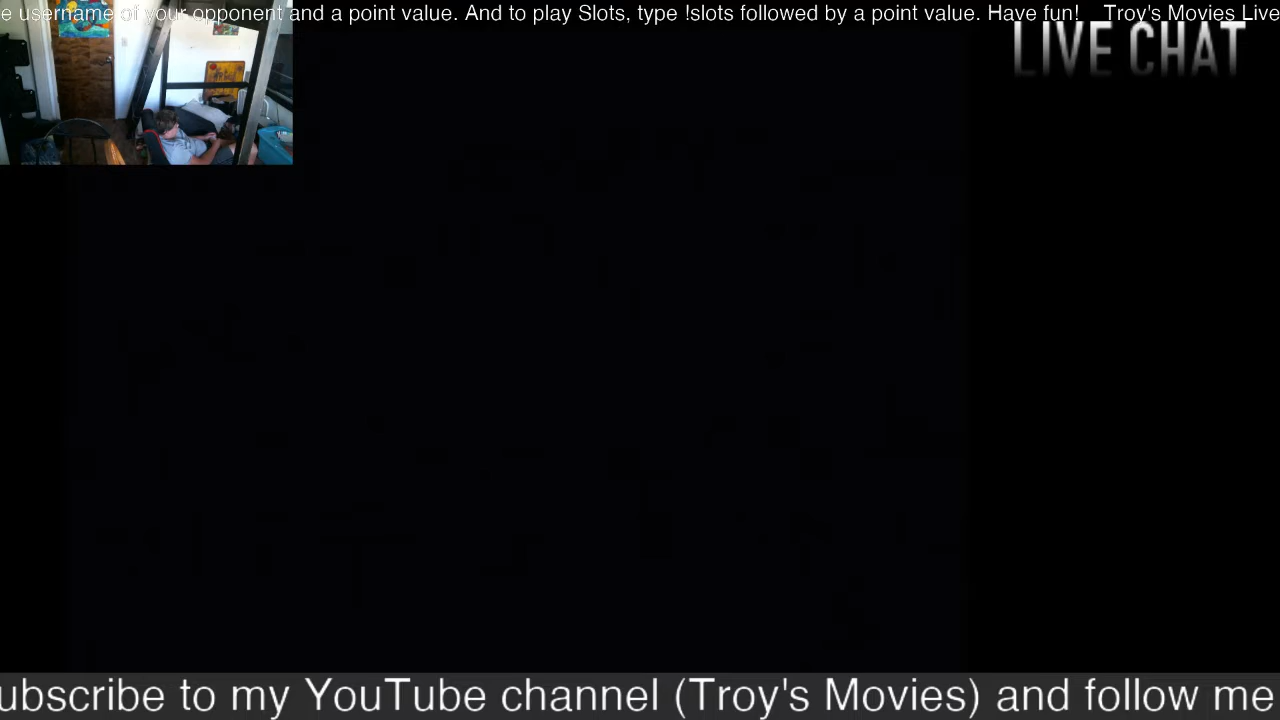 e username of your opponent and a point value. And to play Slots, type !slots followed by a point value. Have fun! Troy's Movies Live
LIVE CHAT
ubscribe to my YouTube channel (Troy's Movies) and follow me